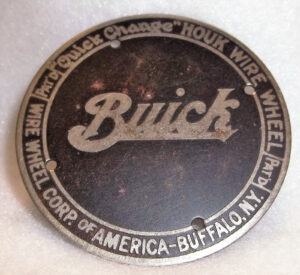 (PAT'D) "Quick Change" HOUK WIRE WHEEL (PAT'D)
Buick
WIRE WHEEL CORP. OF AMERICA-BUFFALO, N.Y.